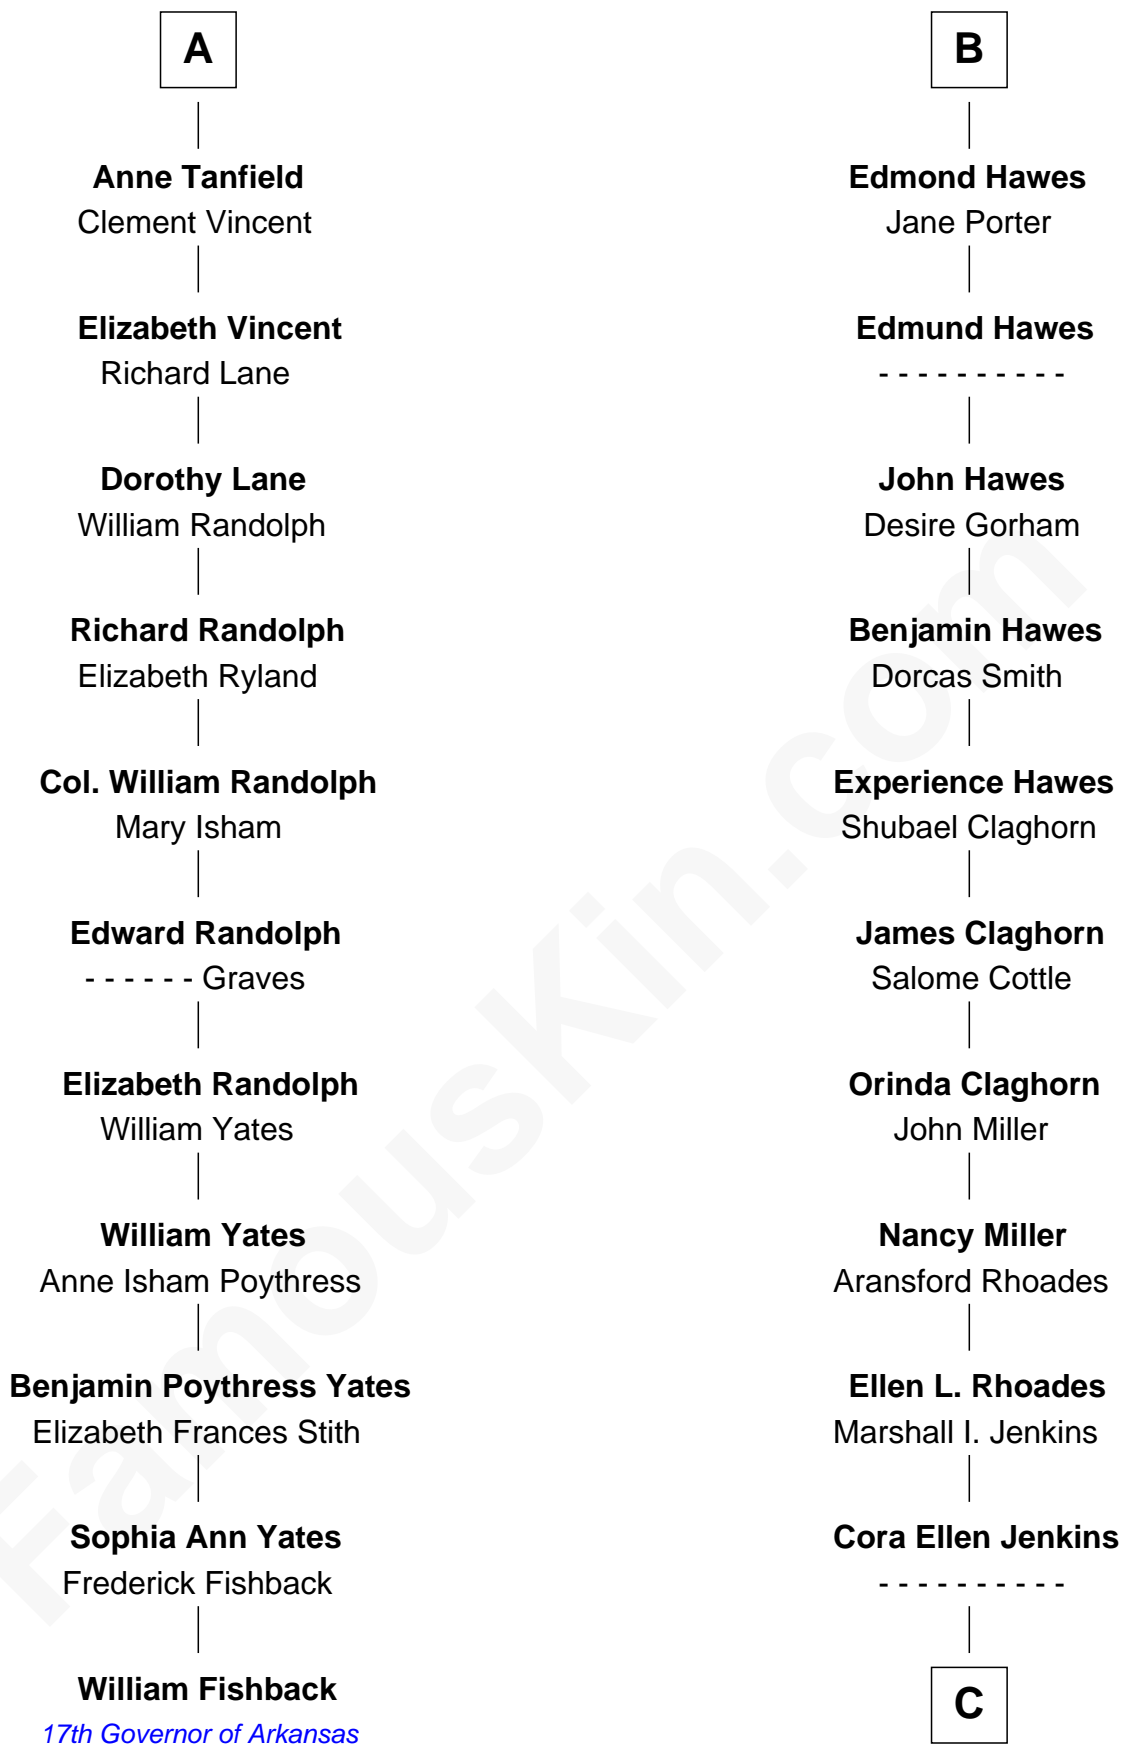 A
Anne Tanfield
Clement Vincent
Elizabeth Vincent
Richard Lane
Dorothy Lane
William Randolph
Richard Randolph
Elizabeth Ryland
Col. William Randolph
Mary Isham
Edward Randolph
- - - - - - Graves
Elizabeth Randolph
William Yates
William Yates
Anne Isham Poythress
Benjamin Poythress Yates
Elizabeth Frances Stith
Sophia Ann Yates
Frederick Fishback
William Fishback
17th Governor of Arkansas
B
Edmond Hawes
Jane Porter
Edmund Hawes
- - - - - - - - - -
John Hawes
Desire Gorham
Benjamin Hawes
Dorcas Smith
Experience Hawes
Shubael Claghorn
James Claghorn
Salome Cottle
Orinda Claghorn
John Miller
Nancy Miller
Aransford Rhoades
Ellen L. Rhoades
Marshall I. Jenkins
Cora Ellen Jenkins
- - - - - - - - - -
C
FamousKin.com